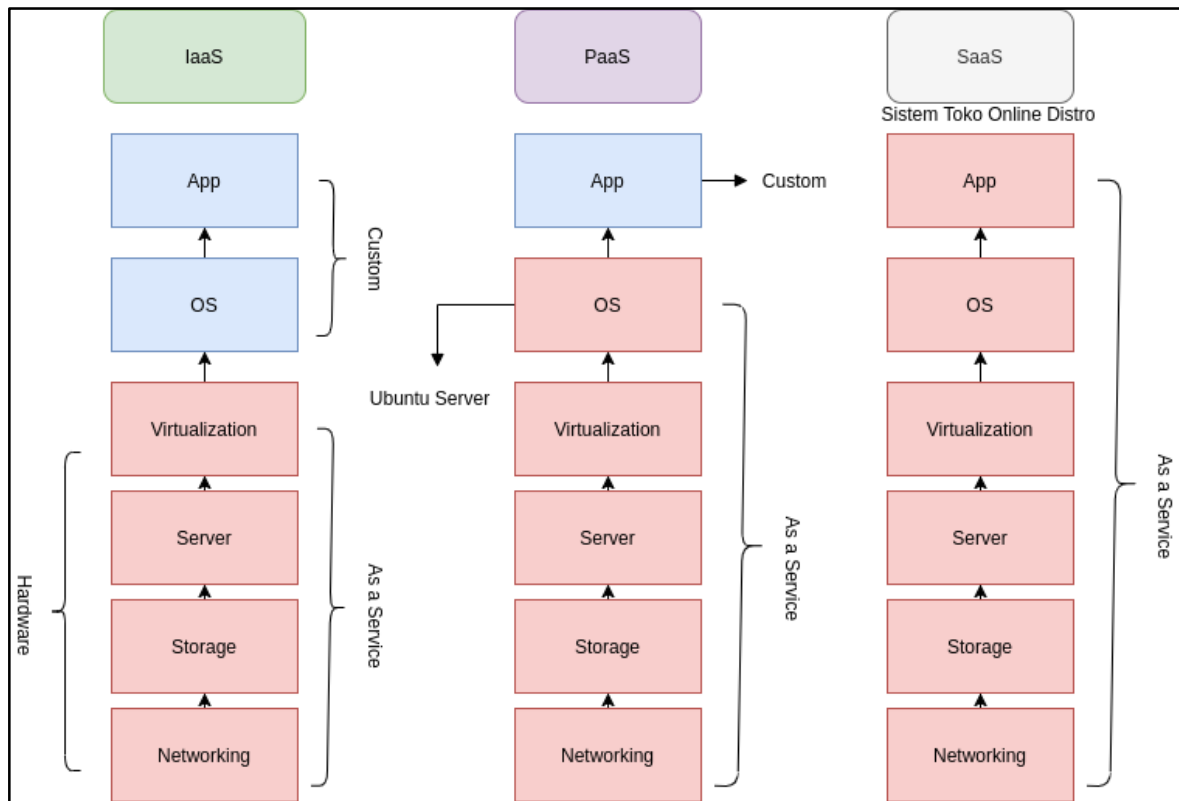 IaaS
PaaS
SaaS
Sistem Toko Online Distro
App
App
Custom
App
Custom
OS
OS
OS
Ubuntu Server
Virtualization
Virtualization
Virtualization
As a Service
Server
Server
Server
As a Service
Hardware
As a Service
Storage
Storage
Storage
Networking
Networking
Networking